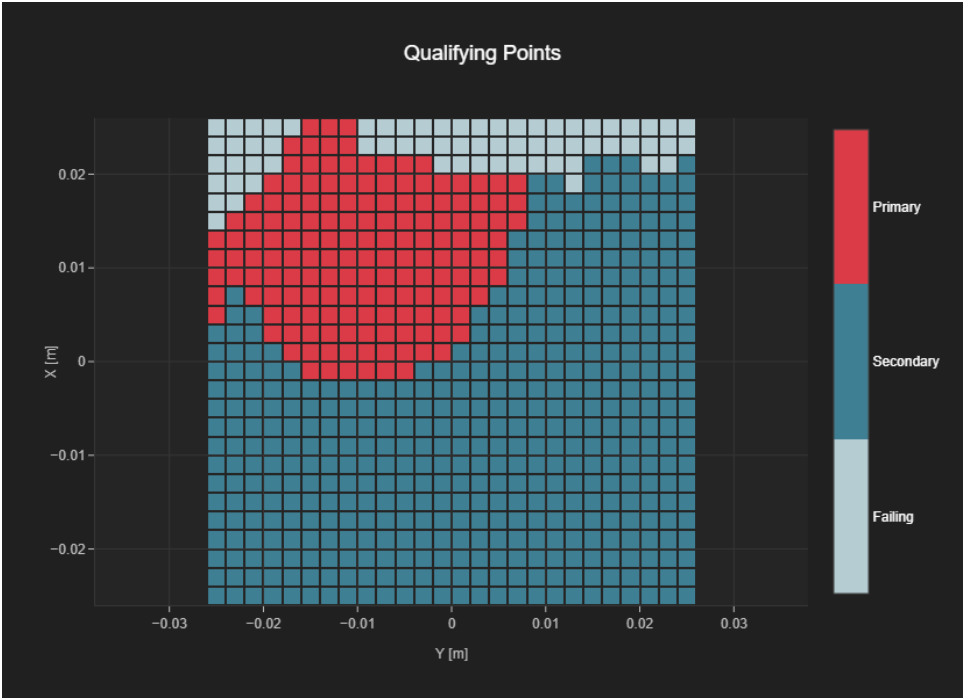 Qualifying Points
0.02
0.01
0
−0.01
−0.02
X [m]
−0.03
−0.02
−0.01
0
0.01
0.02
0.03
Y [m]
Primary
Secondary
Failing